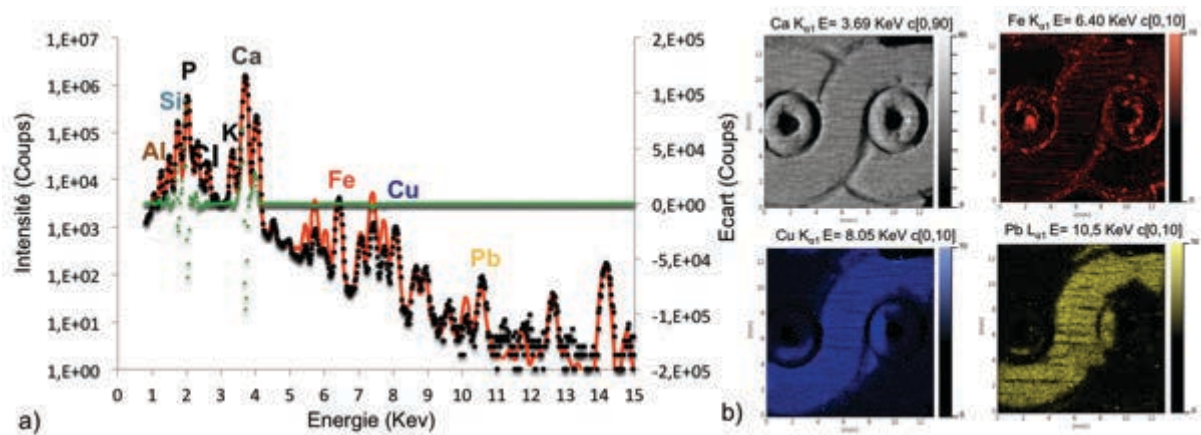 a)
Intensité (Coups)
1,E+07
1,E+06
1,E+05
1,E+04
1,E+03
1,E+02
1,E+01
1,E+00
Al
Si
P
Cl
K
Ca
Fe
Cu
Pb
2,E+05
1,E+05
5,E+04
0,E+00
-5,E+04
-1,E+05
-2,E+05
Ecart (Coups)
0 1 2 3 4 5 6 7 8 9 10 11 12 13 14 15
Energie (Kev)
b)
Ca Kα1 E= 3.69 KeV c[0,90]
Fe Kα1 E= 6.40 KeV c[0,10]
Cu Kα1 E= 8.05 KeV c[0,10]
Pb Lα1 E= 10,5 KeV c[0,10]